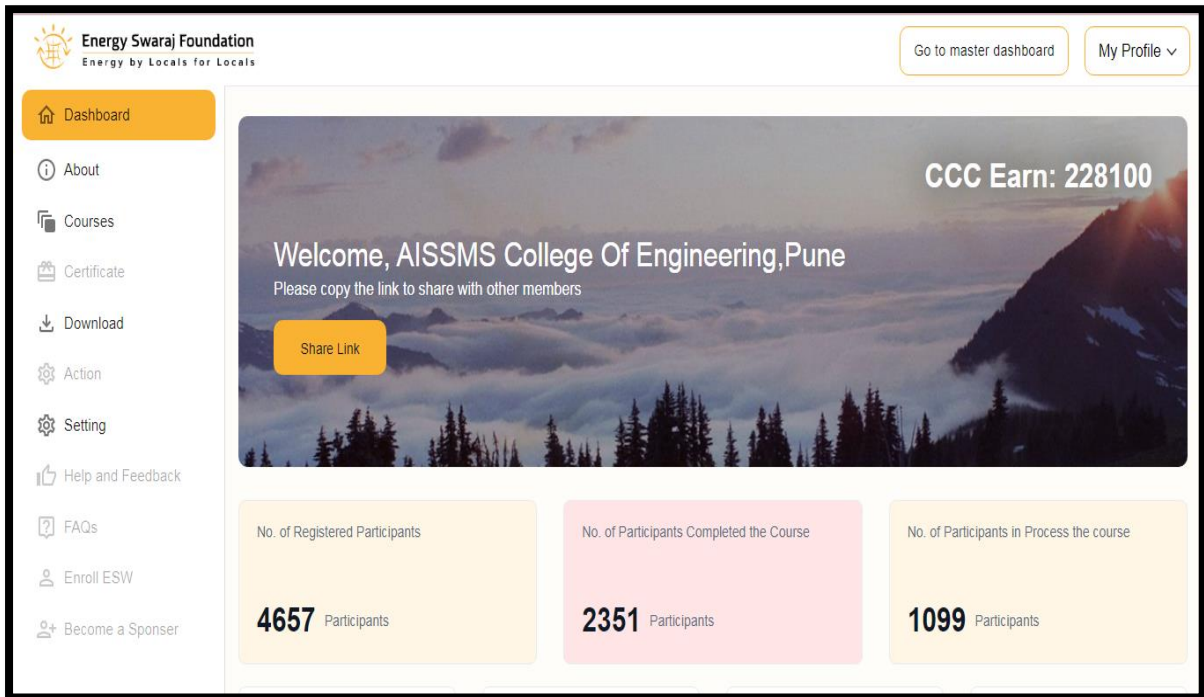 Energy Swaraj Foundation
Energy by Locals for Locals
Go to master dashboard
My Profile
Dashboard
About
Courses
Certificate
Download
Action
Setting
Help and Feedback
FAQs
Enroll ESW
Become a Sponser
CCC Earn: 228100
Welcome, AISSMS College Of Engineering,Pune
Please copy the link to share with other members
Share Link
No. of Registered Participants
4657 Participants
No. of Participants Completed the Course
2351 Participants
No. of Participants in Process the course
1099 Participants